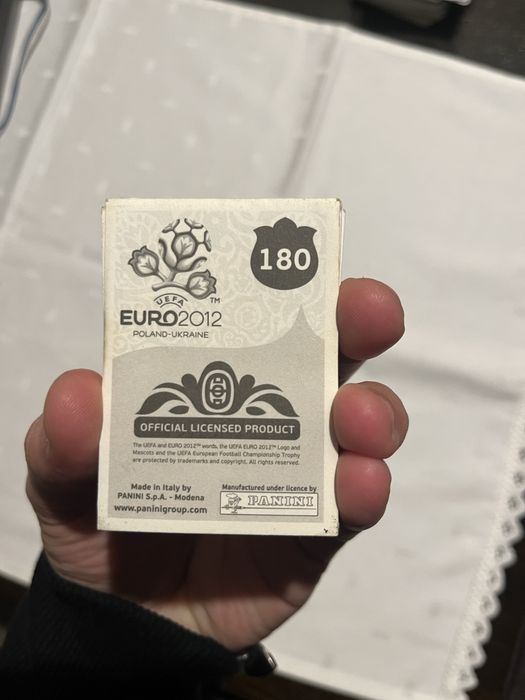 180
UEFA
TM
EURO2012
POLAND-UKRAINE
OFFICIAL LICENSED PRODUCT
The UEFA and EURO 2012™ words, the UEFA EURO 2012™ Logo and
Mascots and the UEFA European Football Championship Trophy
are protected by trademarks and copyright. All rights reserved.
Made in Italy by
PANINI S.p.A. - Modena
www.paninigroup.com
Manufactured under licence by
PANINI